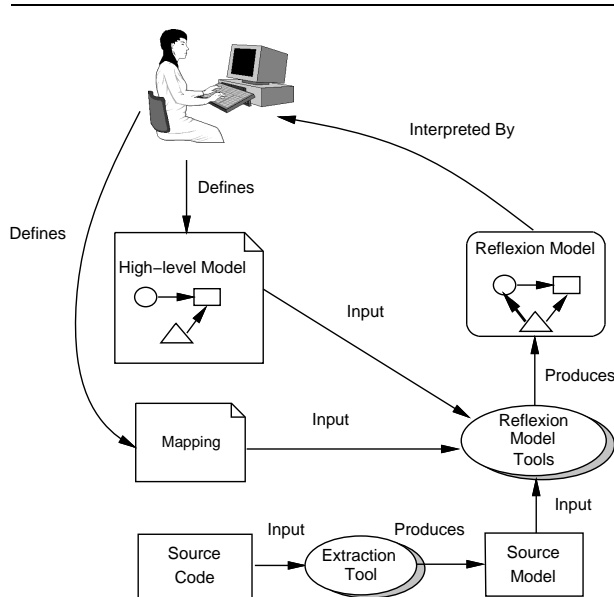 Interpreted By
Defines
Defines
High–level Model
Reflexion Model
Input
Produces
Mapping
Input
Reflexion
Model
Tools
Input
Source
Code
Input
Extraction
Tool
Produces
Source
Model